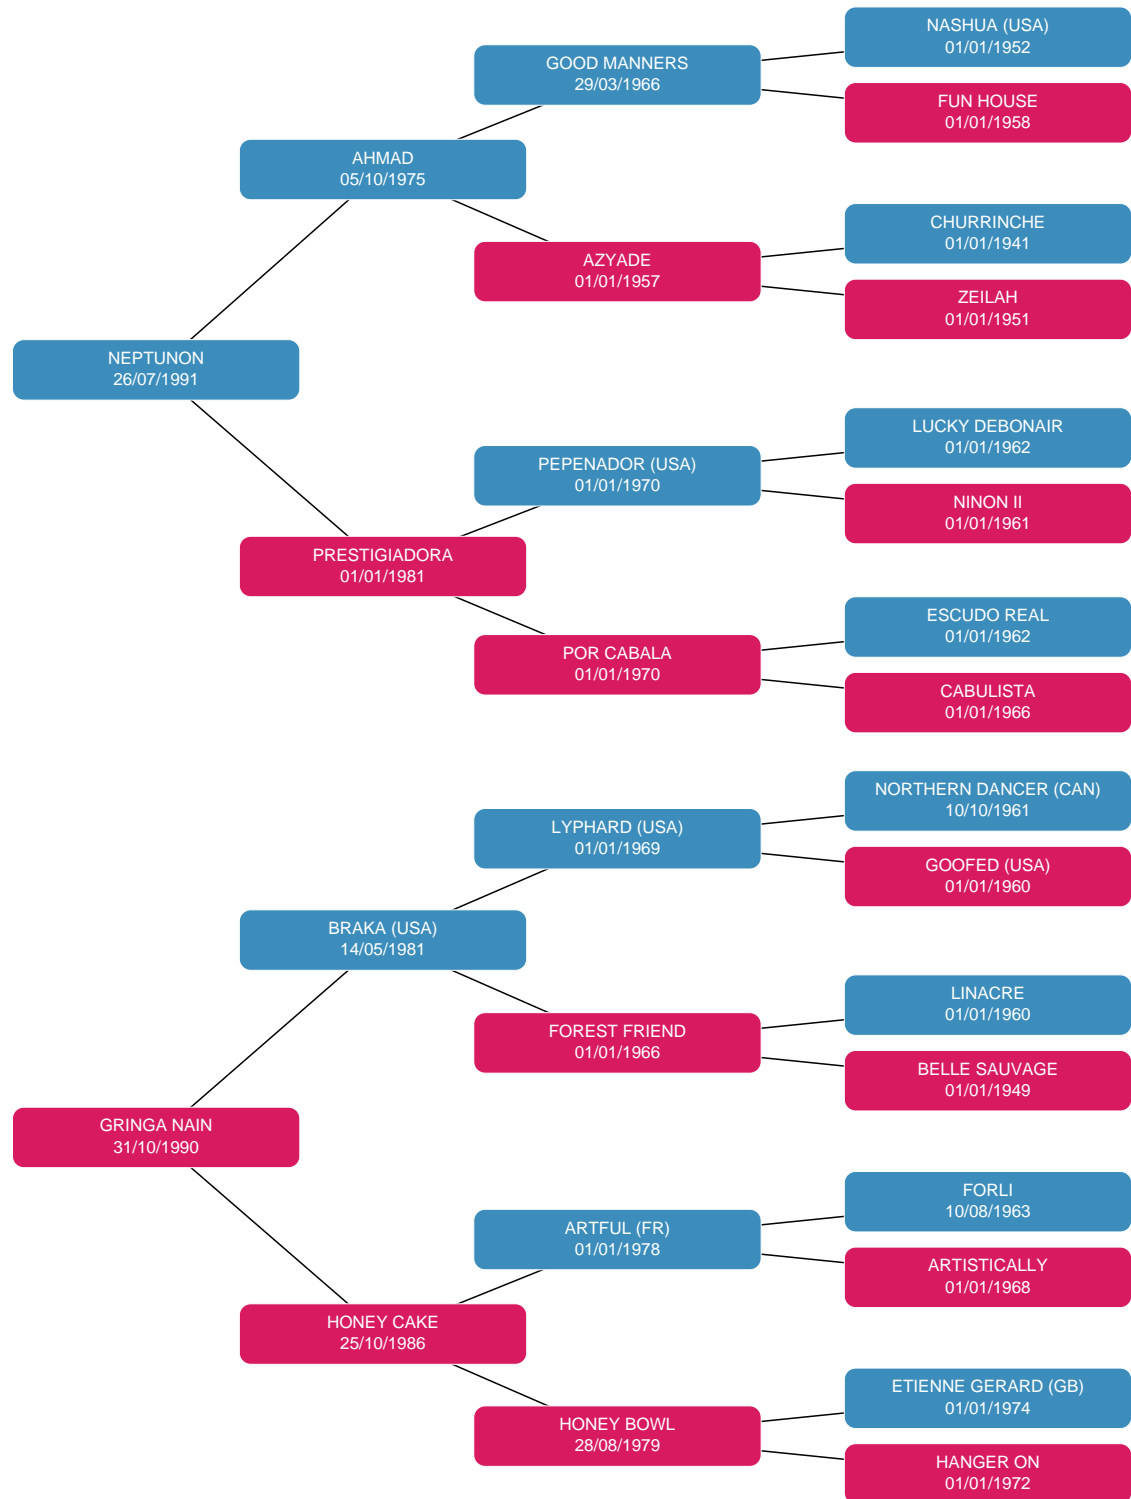 NASHUA (USA)
01/01/1952
GOOD MANNERS
29/03/1966
FUN HOUSE
01/01/1958
AHMAD
05/10/1975
CHURRINCHE
01/01/1941
AZYADE
01/01/1957
ZEILAH
01/01/1951
NEPTUNON
26/07/1991
LUCKY DEBONAIR
01/01/1962
PEPENADOR (USA)
01/01/1970
NINON II
01/01/1961
PRESTIGIADORA
01/01/1981
ESCUDO REAL
01/01/1962
POR CABALA
01/01/1970
CABULISTA
01/01/1966
NORTHERN DANCER (CAN)
10/10/1961
LYPHARD (USA)
01/01/1969
GOOFED (USA)
01/01/1960
BRAKA (USA)
14/05/1981
LINACRE
01/01/1960
FOREST FRIEND
01/01/1966
BELLE SAUVAGE
01/01/1949
GRINGA NAIN
31/10/1990
FORLI
10/08/1963
ARTFUL (FR)
01/01/1978
ARTISTICALLY
01/01/1968
HONEY CAKE
25/10/1986
ETIENNE GERARD (GB)
01/01/1974
HONEY BOWL
28/08/1979
HANGER ON
01/01/1972